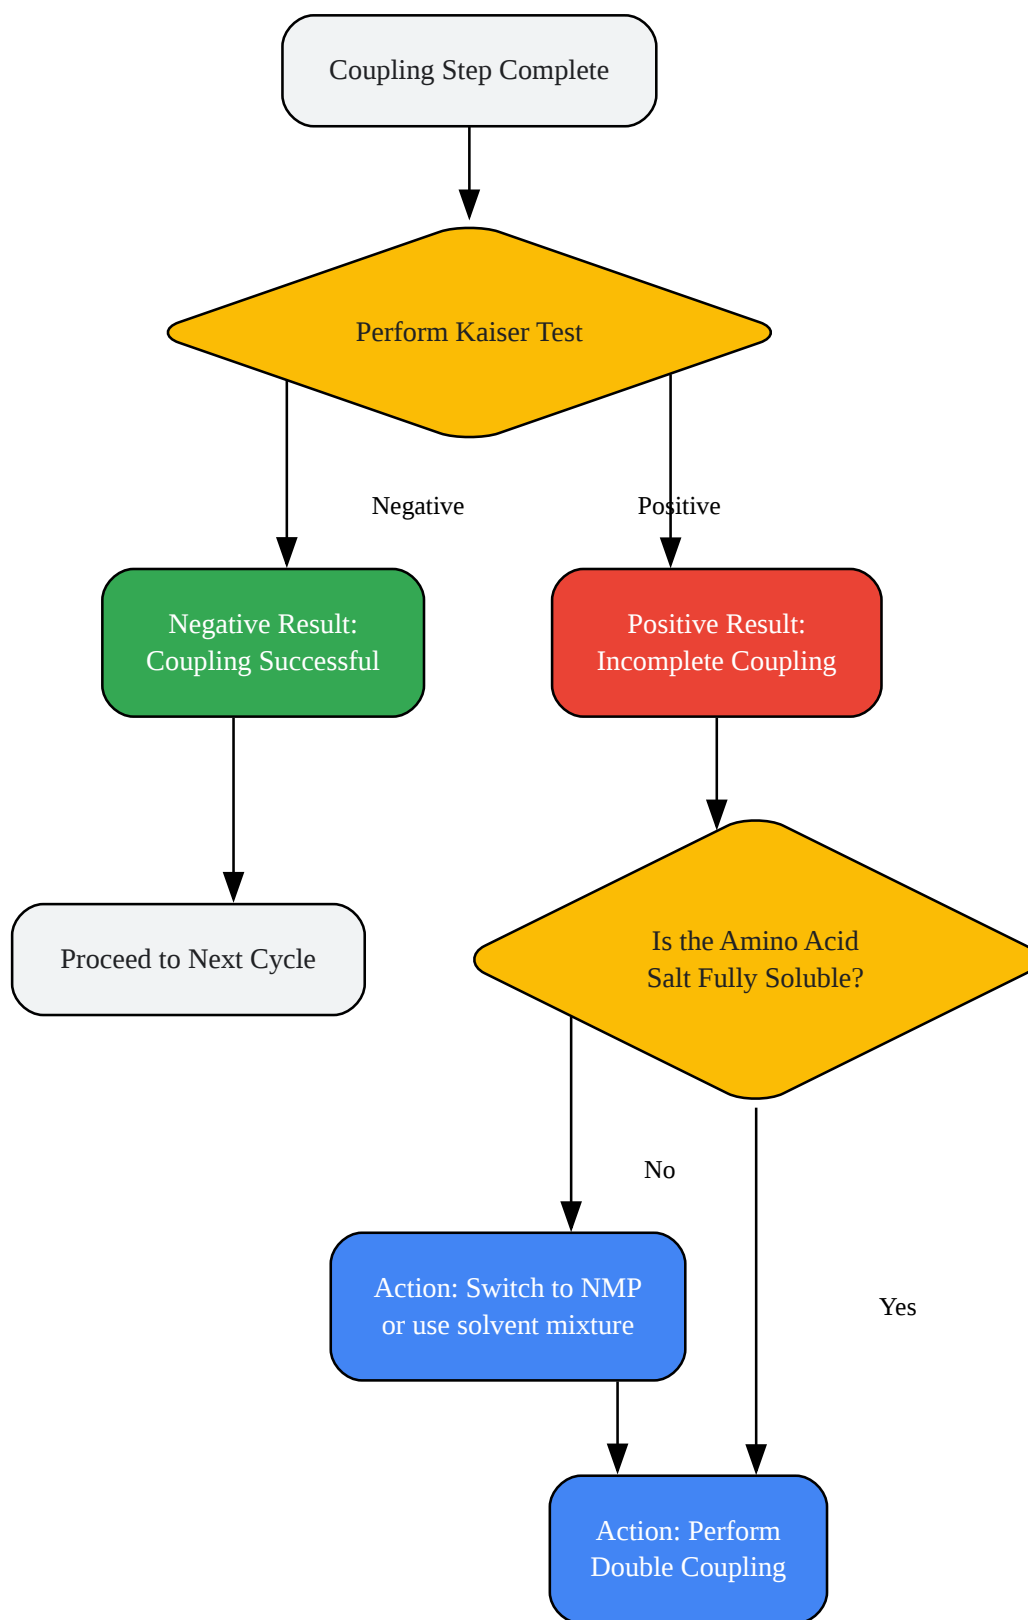 Coupling Step Complete
Perform Kaiser Test
Negative
Positive
Negative Result:
Coupling Successful
Positive Result:
Incomplete Coupling
Proceed to Next Cycle
Is the Amino Acid
Salt Fully Soluble?
No
Action: Switch to NMP
or use solvent mixture
Yes
Action: Perform
Double Coupling